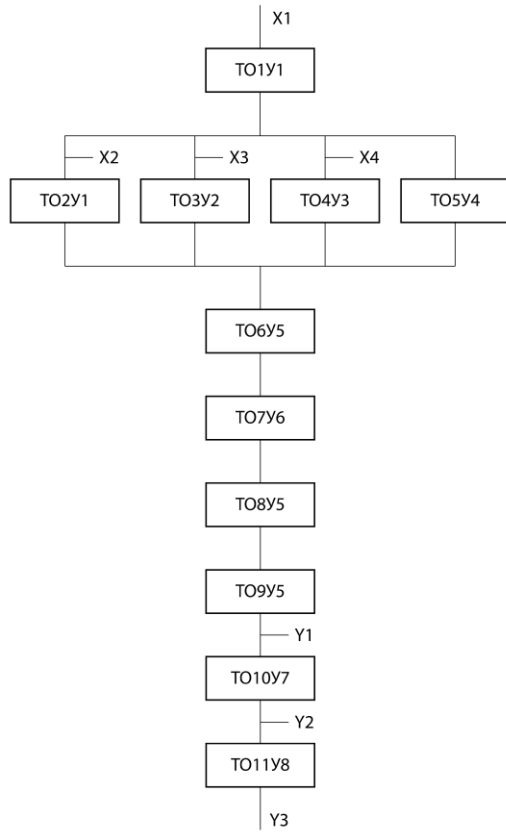 X1
ТО1У1
X2
X3
X4
ТО2У1
ТО3У2
ТО4У3
ТО5У4
ТО6У5
ТО7У6
ТО8У5
ТО9У5
Y1
ТО10У7
Y2
ТО11У8
Y3